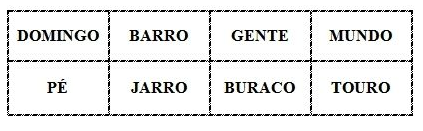 DOMINGO BARRO GENTE MUNDO
PÉ JARRO BURACO TOURO